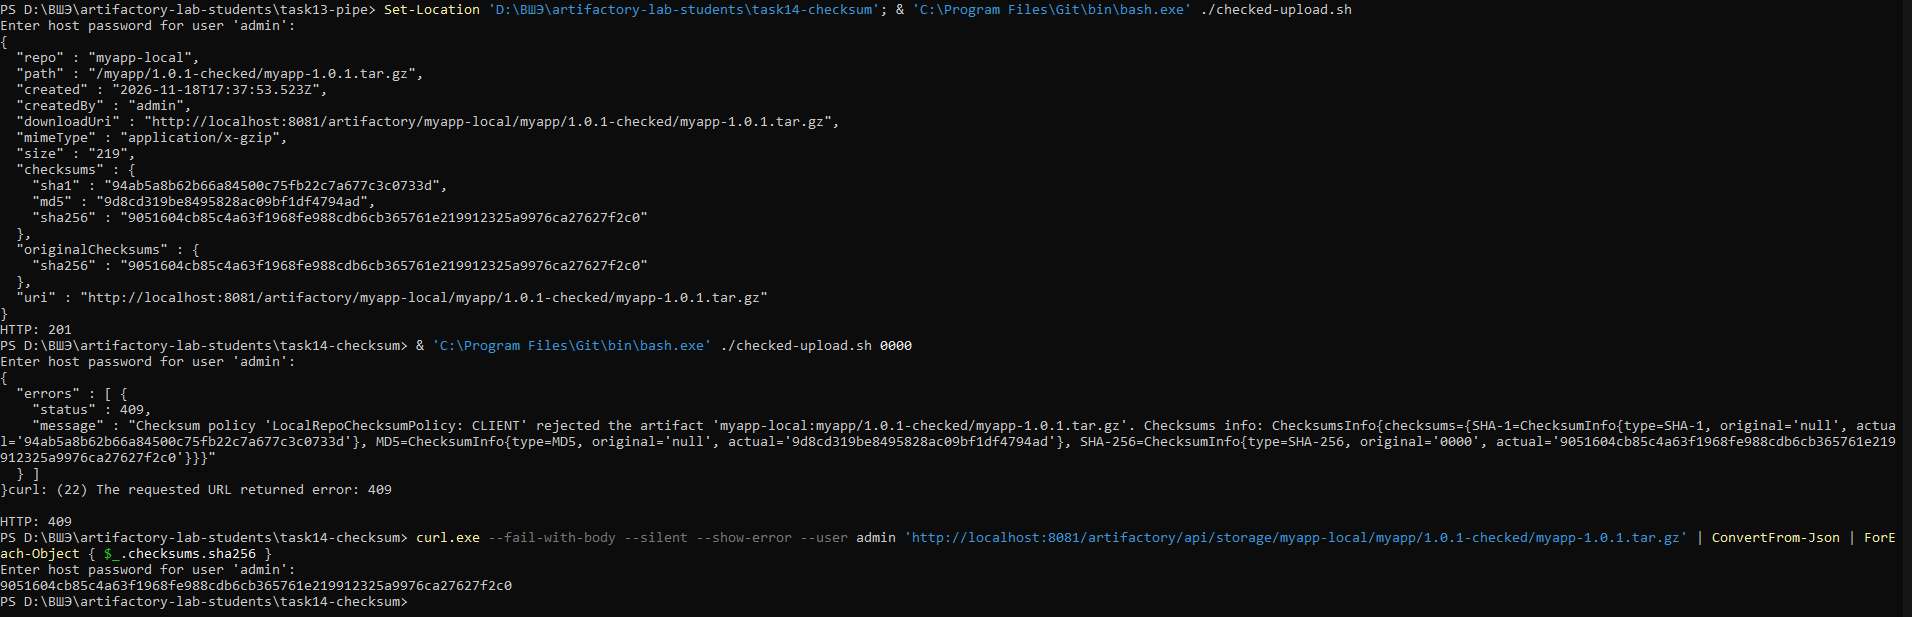 PS D:\ВШЭ\artifactory-lab-students\task13-pipe> Set-Location 'D:\ВШЭ\artifactory-lab-students\task14-checksum'; & 'C:\Program Files\Git\bin\bash.exe' ./checked-upload.sh
Enter host password for user 'admin':
{
  "repo" : "myapp-local",
  "path" : "/myapp/1.0.1-checked/myapp-1.0.1.tar.gz",
  "created" : "2026-11-18T17:37:53.523Z",
  "createdBy" : "admin",
  "downloadUri" : "http://localhost:8081/artifactory/myapp-local/myapp/1.0.1-checked/myapp-1.0.1.tar.gz",
  "mimeType" : "application/x-gzip",
  "size" : "219",
  "checksums" : {
    "sha1" : "94ab5a8b62b66a84500c75fb22c7a677c3c0733d",
    "md5" : "9d8cd319be8495828ac09bf1df4794ad",
    "sha256" : "9051604cb85c4a63f1968fe988cdb6cb365761e219912325a9976ca27627f2c0"
  },
  "originalChecksums" : {
    "sha256" : "9051604cb85c4a63f1968fe988cdb6cb365761e219912325a9976ca27627f2c0"
  },
  "uri" : "http://localhost:8081/artifactory/myapp-local/myapp/1.0.1-checked/myapp-1.0.1.tar.gz"
}
HTTP: 201
PS D:\ВШЭ\artifactory-lab-students\task14-checksum> & 'C:\Program Files\Git\bin\bash.exe' ./checked-upload.sh 0000
Enter host password for user 'admin':
{
  "errors" : [ {
    "status" : 409,
    "message" : "Checksum policy 'LocalRepoChecksumPolicy: CLIENT' rejected the artifact 'myapp-local:myapp/1.0.1-checked/myapp-1.0.1.tar.gz'. Checksums info: ChecksumsInfo{checksums={SHA-1=ChecksumInfo{type=SHA-1, original='null', actua
l='94ab5a8b62b66a84500c75fb22c7a677c3c0733d'}, MD5=ChecksumInfo{type=MD5, original='null', actual='9d8cd319be8495828ac09bf1df4794ad'}, SHA-256=ChecksumInfo{type=SHA-256, original='0000', actual='9051604cb85c4a63f1968fe988cdb6cb365761e219
912325a9976ca27627f2c0'}}}"
  } ]
}curl: (22) The requested URL returned error: 409
HTTP: 409
PS D:\ВШЭ\artifactory-lab-students\task14-checksum> curl.exe --fail-with-body --silent --show-error --user admin 'http://localhost:8081/artifactory/api/storage/myapp-local/myapp/1.0.1-checked/myapp-1.0.1.tar.gz' | ConvertFrom-Json | ForE
ach-Object { $_.checksums.sha256 }
Enter host password for user 'admin':
9051604cb85c4a63f1968fe988cdb6cb365761e219912325a9976ca27627f2c0
PS D:\ВШЭ\artifactory-lab-students\task14-checksum>